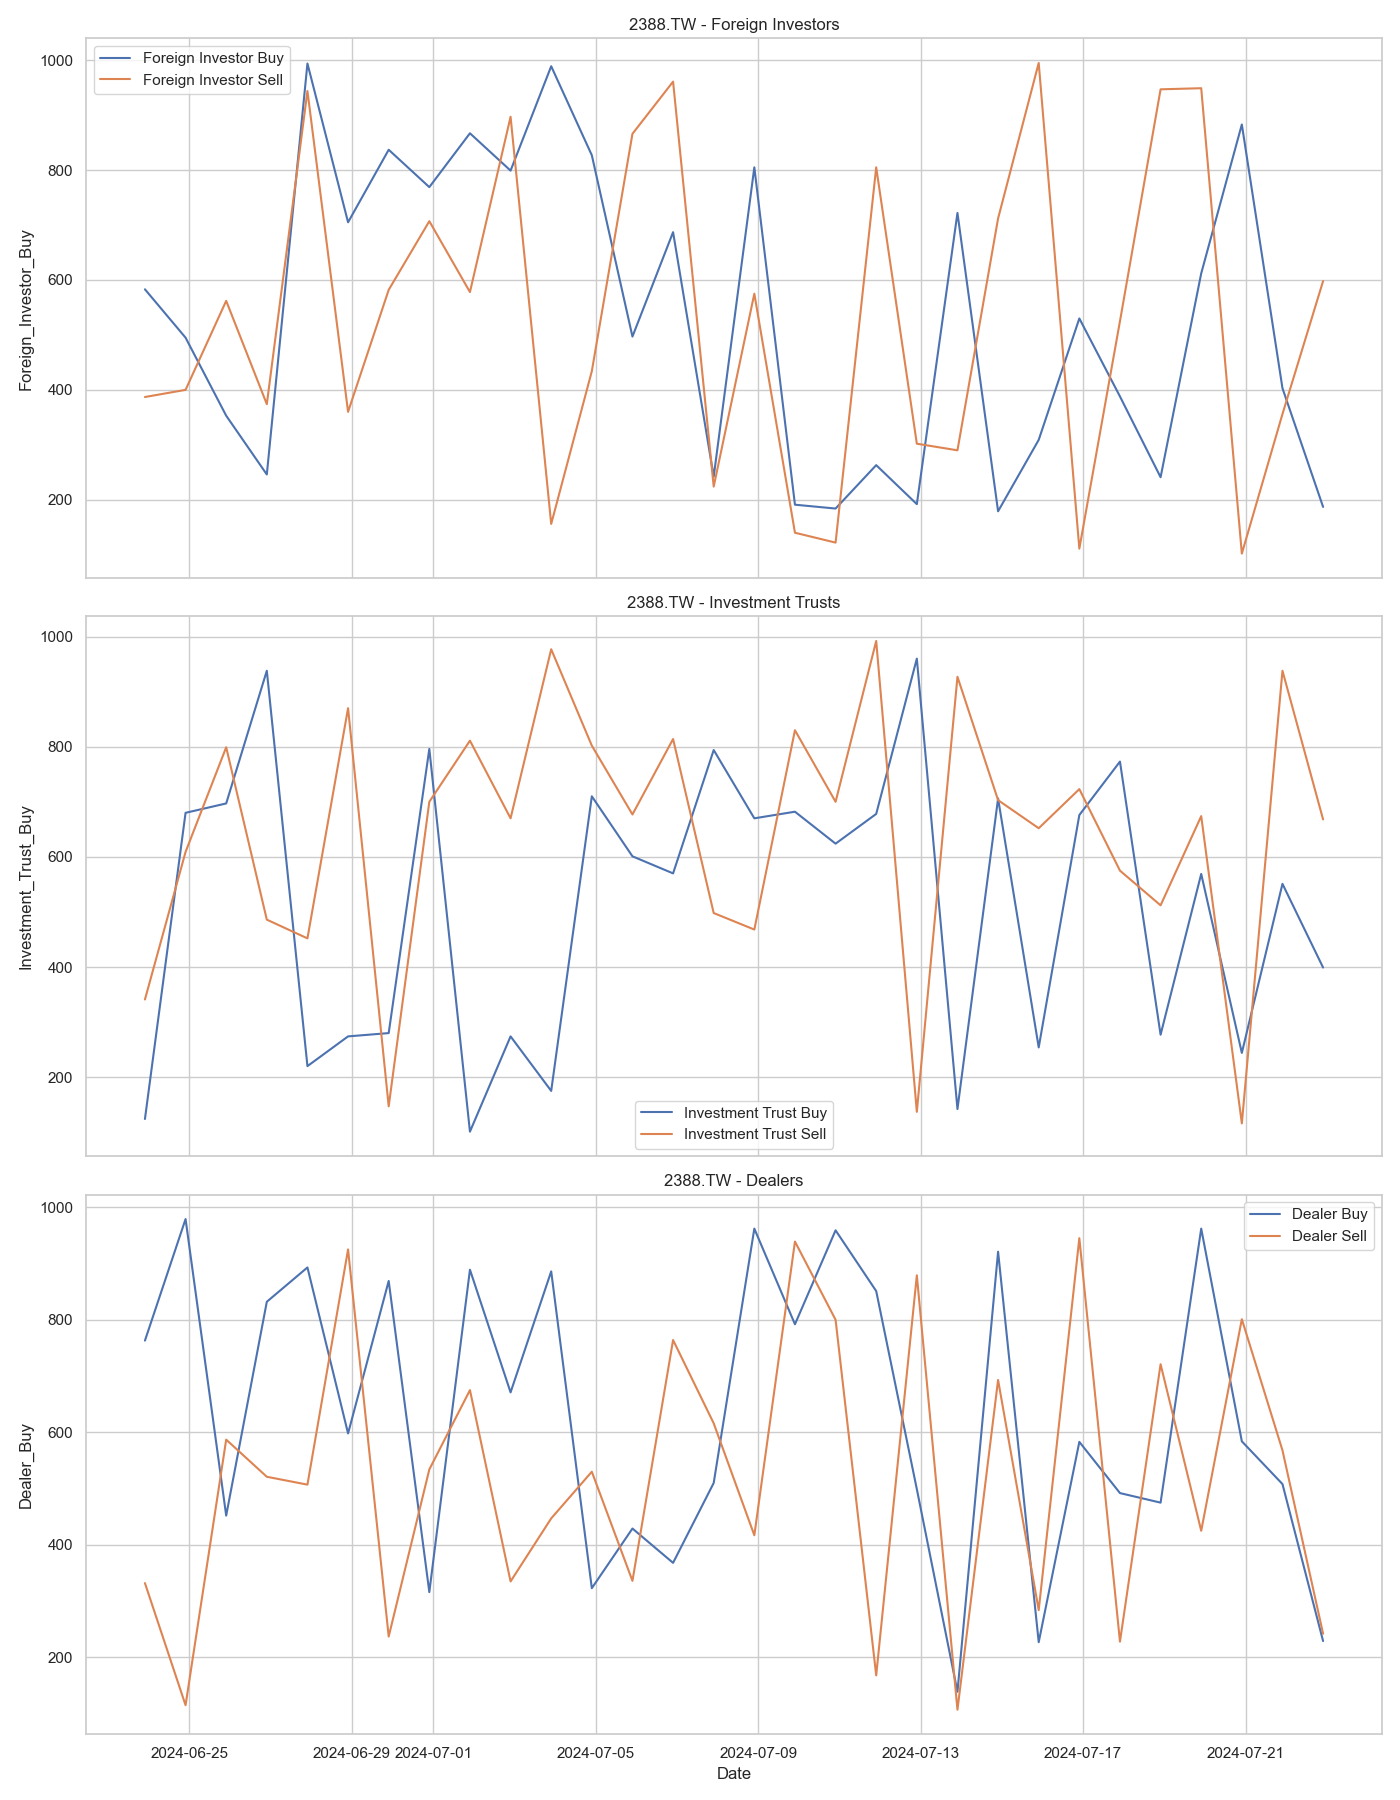 2388.TW - Foreign Investors
Foreign Investor Buy
Foreign Investor Sell
Foreign_Investor_Buy
1000
800
600
400
200
2388.TW - Investment Trusts
Investment_Trust_Buy
1000
800
600
400
200
Investment Trust Buy
Investment Trust Sell
2388.TW - Dealers
Dealer Buy
Dealer Sell
Dealer_Buy
1000
800
600
400
200
2024-06-25 2024-06-29 2024-07-01 2024-07-05 2024-07-09 2024-07-13 2024-07-17 2024-07-21
Date